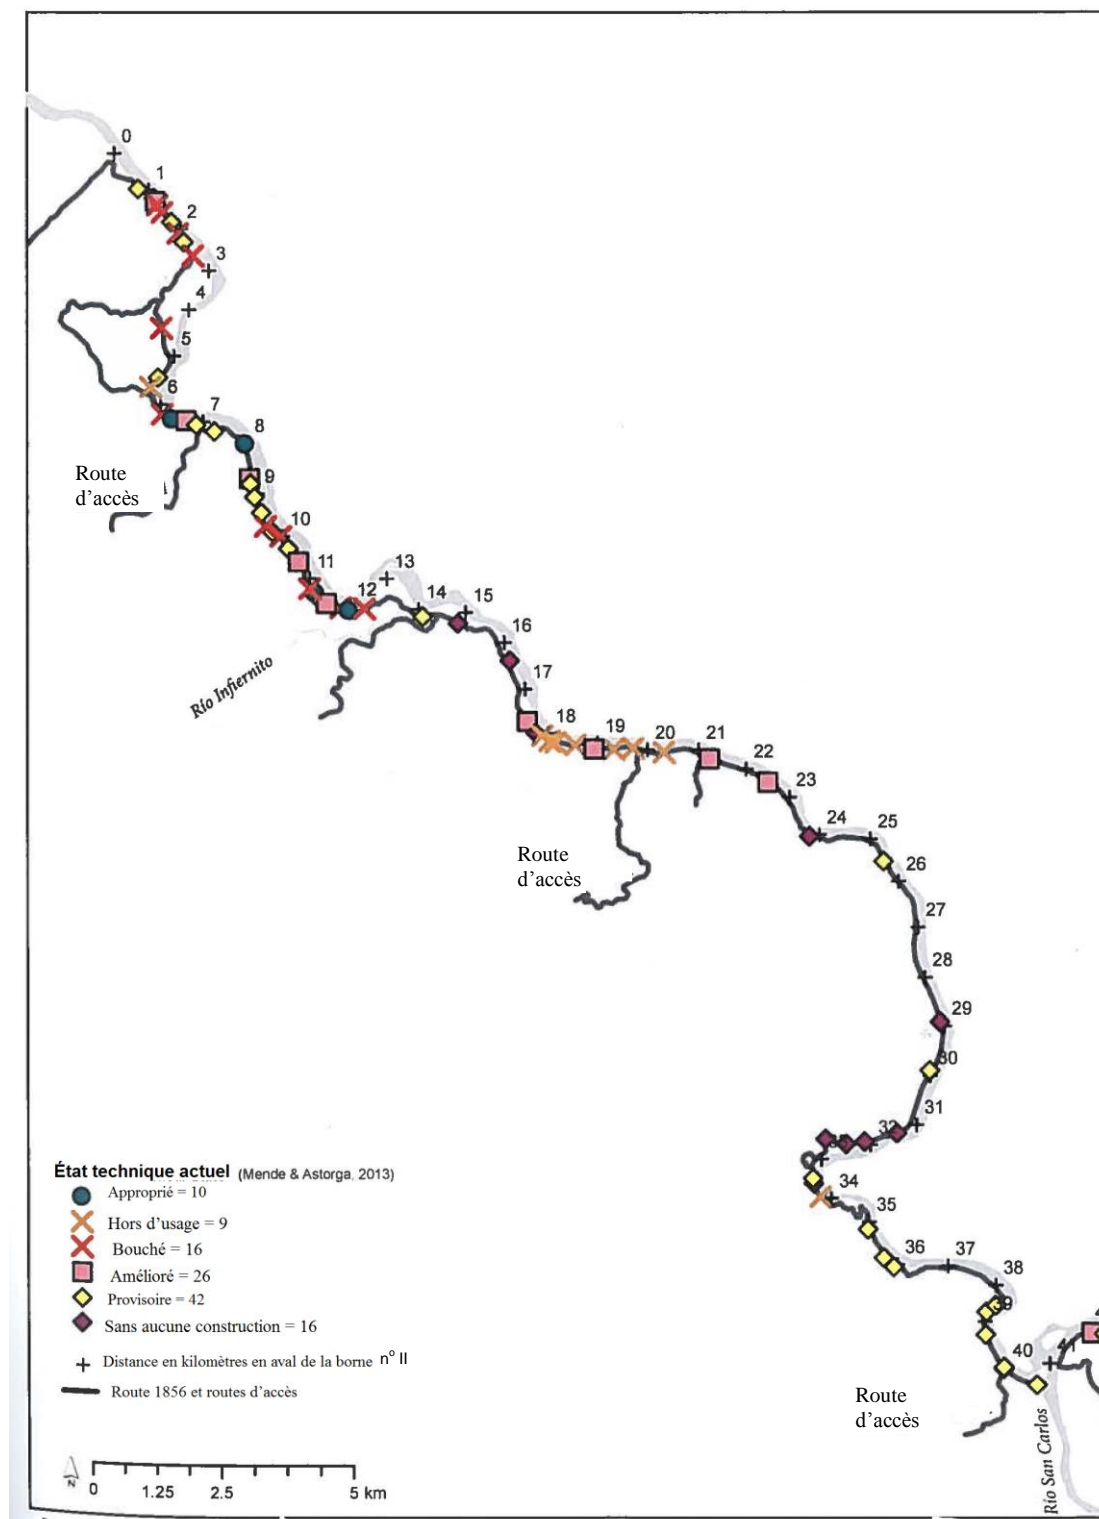 0
1
2
3
4
5
6
7
8
Route
d'accès
9
10
11
12
13
14
15
16
Río Infiernito
17
18
19
20
21
22
23
24
25
26
Route
d'accès
27
28
29
30
31
32
34
35
36
37
38
39
40
41
Route
d'accès
Río San Carlos
État technique actuel (Mende & Astorga, 2013)
Approprié = 10
Hors d'usage = 9
Bouché = 16
Amélioré = 26
Provisoire = 42
Sans aucune construction = 16
Distance en kilomètres en aval de la borne n° II
Route 1856 et routes d'accès
N
0 1.25 2.5 5 km